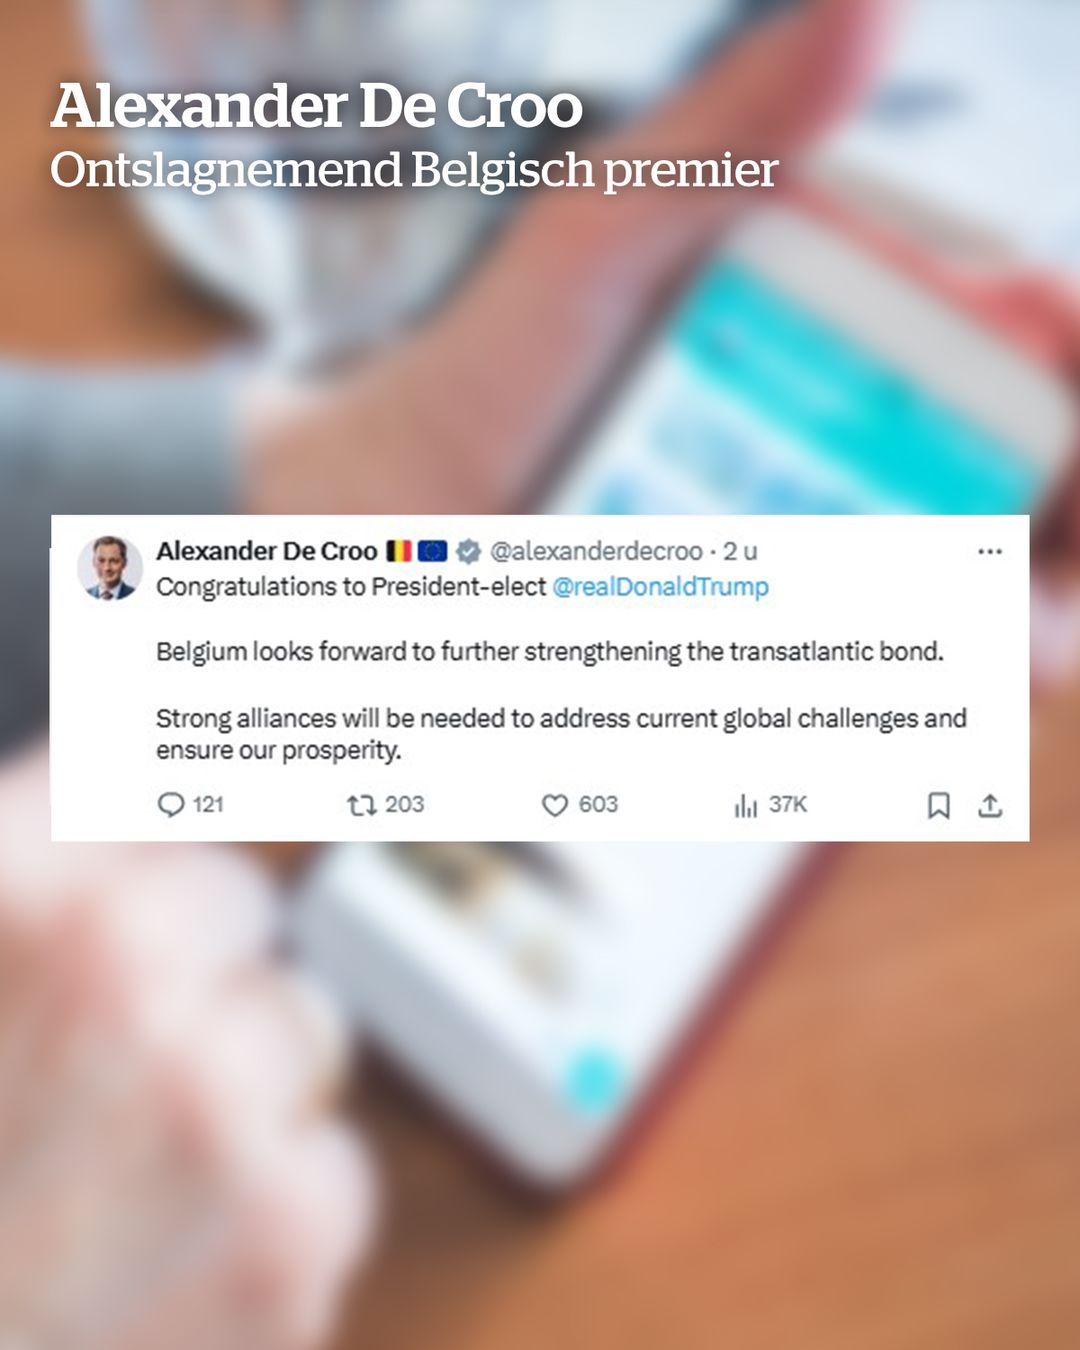 Alexander De Croo
Ontslagnemend Belgisch premier
Alexander De Croo 🇧🇪 🇪🇺 @alexanderdecroo · 2 u
Congratulations to President-elect @realDonaldTrump
Belgium looks forward to further strengthening the transatlantic bond.
Strong alliances will be needed to address current global challenges and
ensure our prosperity.
121 203 603 37K